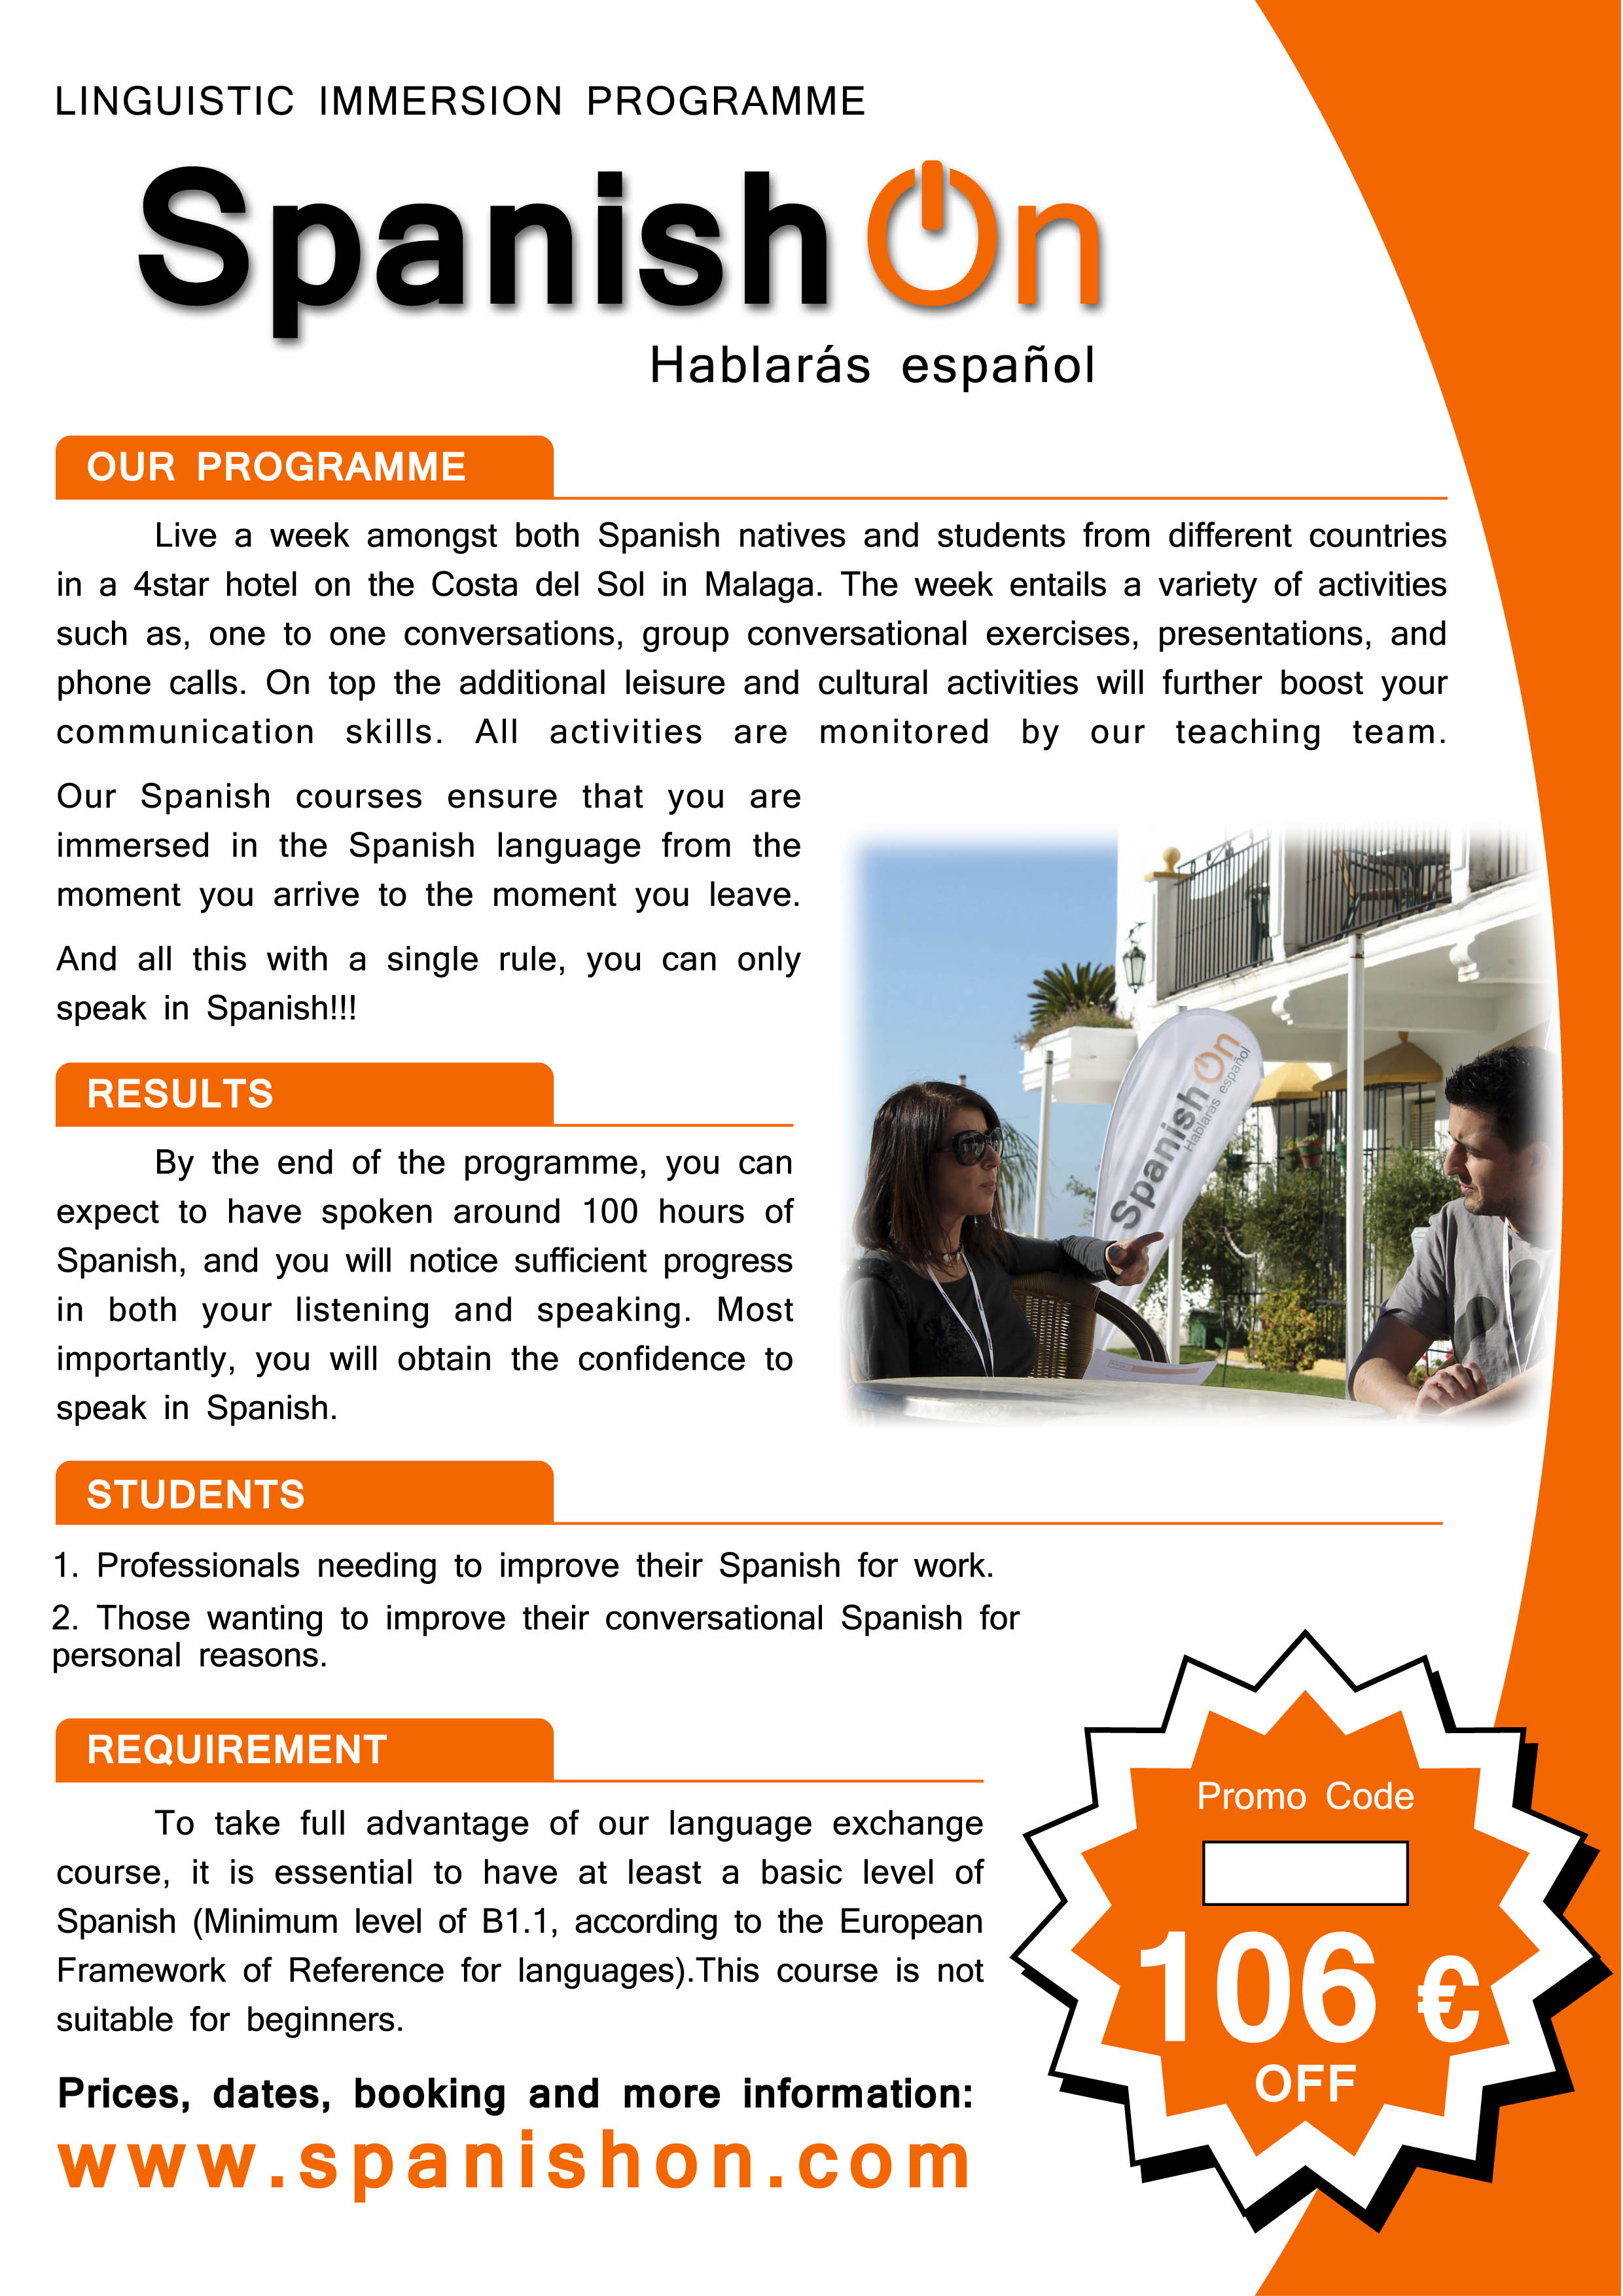 LINGUISTIC IMMERSION PROGRAMME
Spanish On
Hablarás español
OUR PROGRAMME
Live a week amongst both Spanish natives and students from different countries
in a 4star hotel on the Costa del Sol in Malaga. The week entails a variety of activities
such as, one to one conversations, group conversational exercises, presentations, and
phone calls. On top the additional leisure and cultural activities will further boost your
communication skills. All activities are monitored by our teaching team.
Our Spanish courses ensure that you are
immersed in the Spanish language from the
moment you arrive to the moment you leave.
And all this with a single rule, you can only
speak in Spanish!!!
Spanish On
Hablarás español
RESULTS
By the end of the programme, you can
expect to have spoken around 100 hours of
Spanish, and you will notice sufficient progress
in both your listening and speaking. Most
importantly, you will obtain the confidence to
speak in Spanish.
STUDENTS
1. Professionals needing to improve their Spanish for work.
2. Those wanting to improve their conversational Spanish for
personal reasons.
REQUIREMENT
To take full advantage of our language exchange
course, it is essential to have at least a basic level of
Spanish (Minimum level of B1.1, according to the European
Framework of Reference for languages).This course is not
suitable for beginners.
Prices, dates, booking and more information:
www.spanishon.com
Promo Code
106 €
OFF